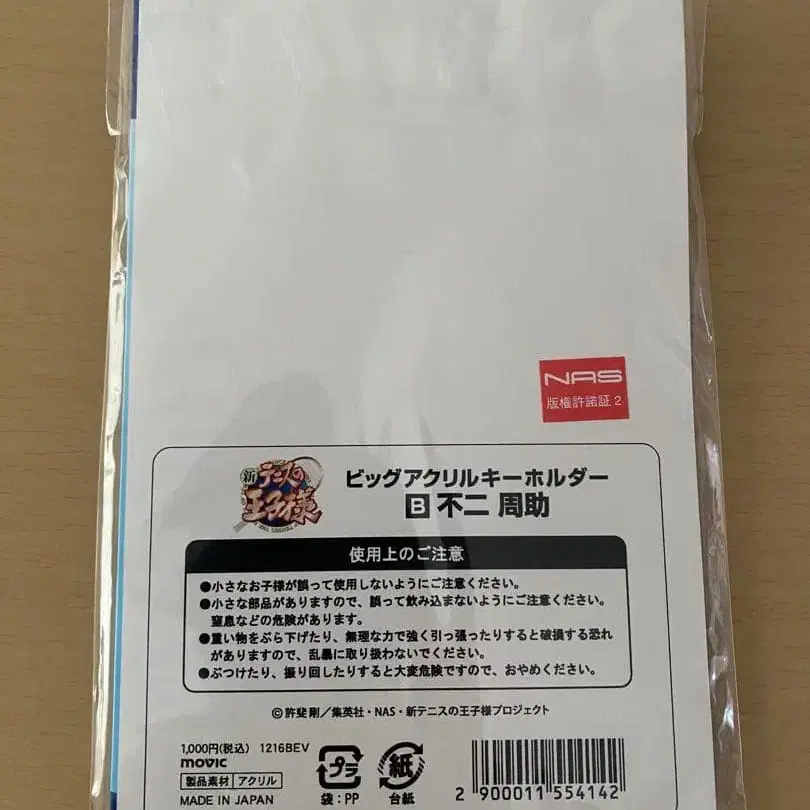 NAS
版権許諾証2
新テニスの
王子様
ビッグアクリルキーホルダー
B 不二 周助
使用上のご注意
●小さなお子様が誤って使用しないようにご注意ください。
●小さな部品がありますので、誤って飲み込まないようにご注意ください。
窒息などの危険があります。
●重い物をぶら下げたり、無理な力で強く引っ張ったりすると破損する恐れ
がありますので、乱暴に取り扱わないでください。
●ぶつけたり、振り回したりすると大変危険ですので、おやめください。
©許斐 剛/集英社・NAS・新テニスの王子様プロジェクト
1,000円(税込) 1216BEV
movic
製品素材 アクリル
MADE IN JAPAN
プラ
袋:PP
紙
台紙
2 900011 554142